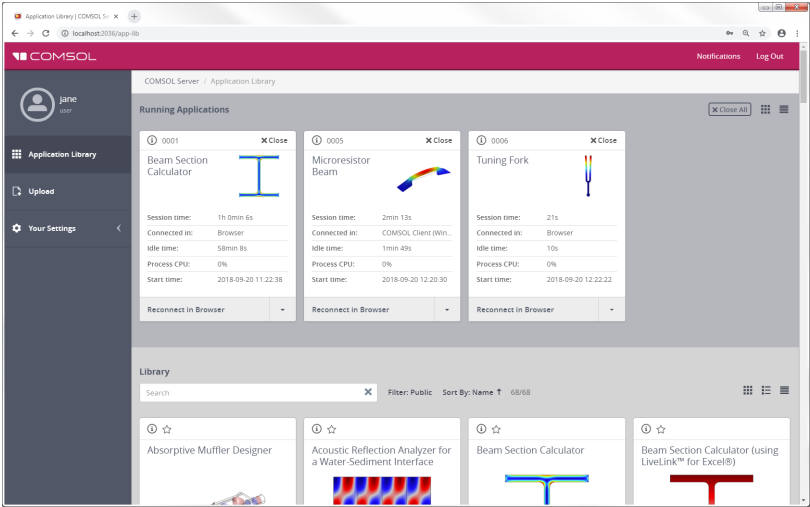 Application Library | COMSOL Se
localhost:2036/app-lib
COMSOL
Notifications Log Out
jane
user
Application Library
Upload
Your Settings
COMSOL Server / Application Library
Running Applications
Close All
0001 Close
Beam Section
Calculator
Session time: 1h 0min 6s
Connected in: Browser
Idle time: 58min 8s
Process CPU: 0%
Start time: 2018-09-20 11:22:38
Reconnect in Browser
0005 Close
Microresistor
Beam
Session time: 2min 13s
Connected in: COMSOL Client (Win...
Idle time: 1min 49s
Process CPU: 0%
Start time: 2018-09-20 12:20:30
Reconnect in Browser
0006 Close
Tuning Fork
Session time: 21s
Connected in: Browser
Idle time: 10s
Process CPU: 0%
Start time: 2018-09-20 12:22:22
Reconnect in Browser
Library
Search
Filter: Public Sort By: Name ↑ 68/68
Absorptive Muffler Designer
Acoustic Reflection Analyzer for
a Water-Sediment Interface
Beam Section Calculator
Beam Section Calculator (using
LiveLink™ for Excel®)